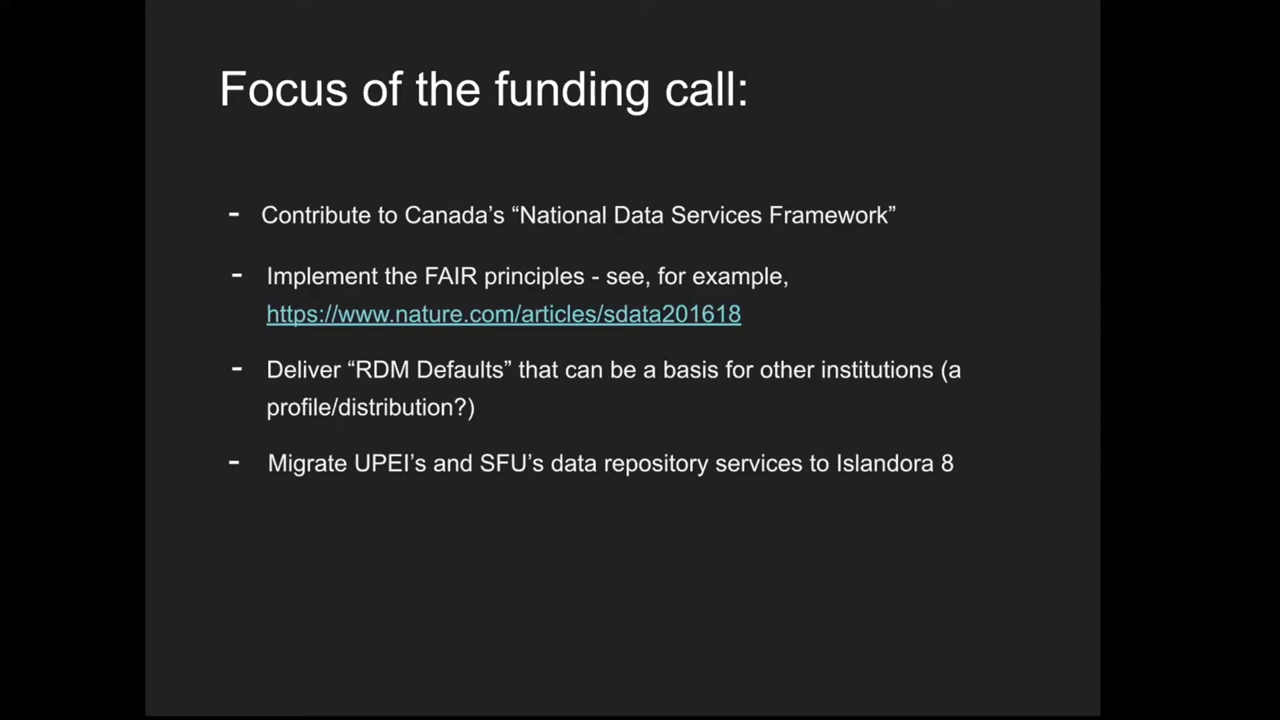 Focus of the funding call:
- Contribute to Canada’s “National Data Services Framework”
- Implement the FAIR principles - see, for example,
https://www.nature.com/articles/sdata201618
- Deliver “RDM Defaults” that can be a basis for other institutions (a
profile/distribution?)
- Migrate UPEI’s and SFU’s data repository services to Islandora 8